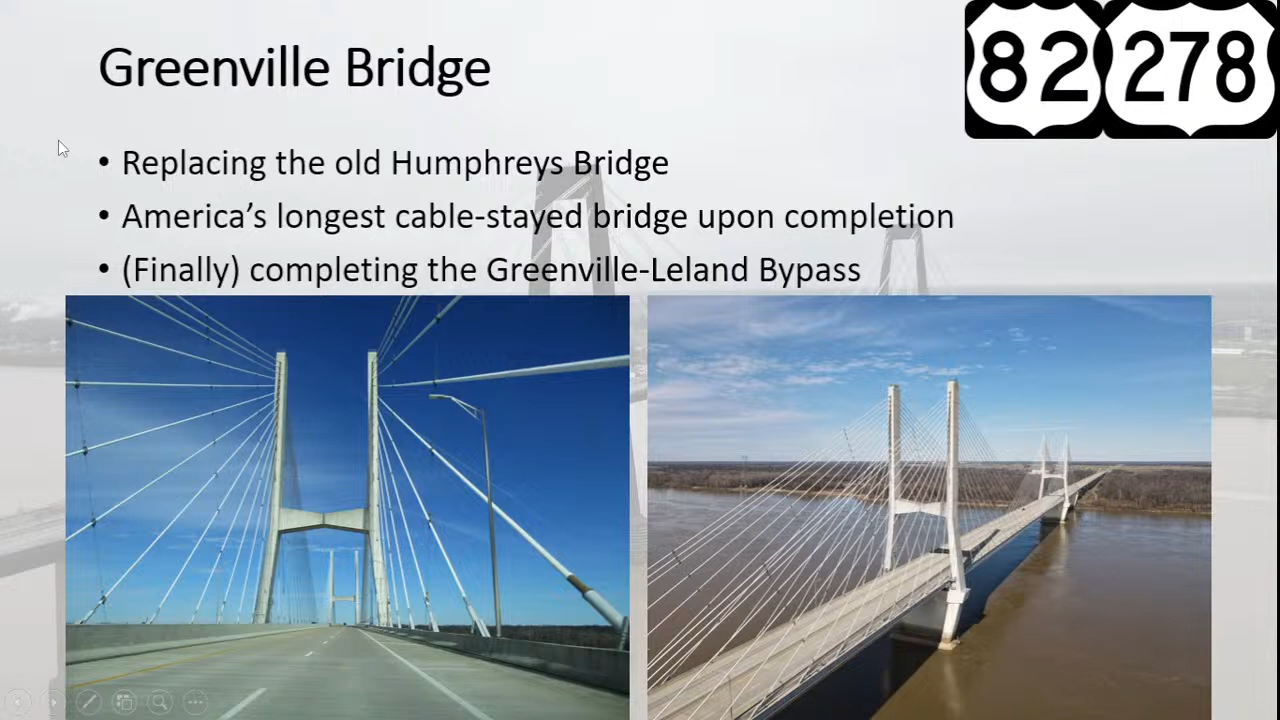 Greenville Bridge
82 278
• Replacing the old Humphreys Bridge
• America’s longest cable-stayed bridge upon completion
• (Finally) completing the Greenville-Leland Bypass